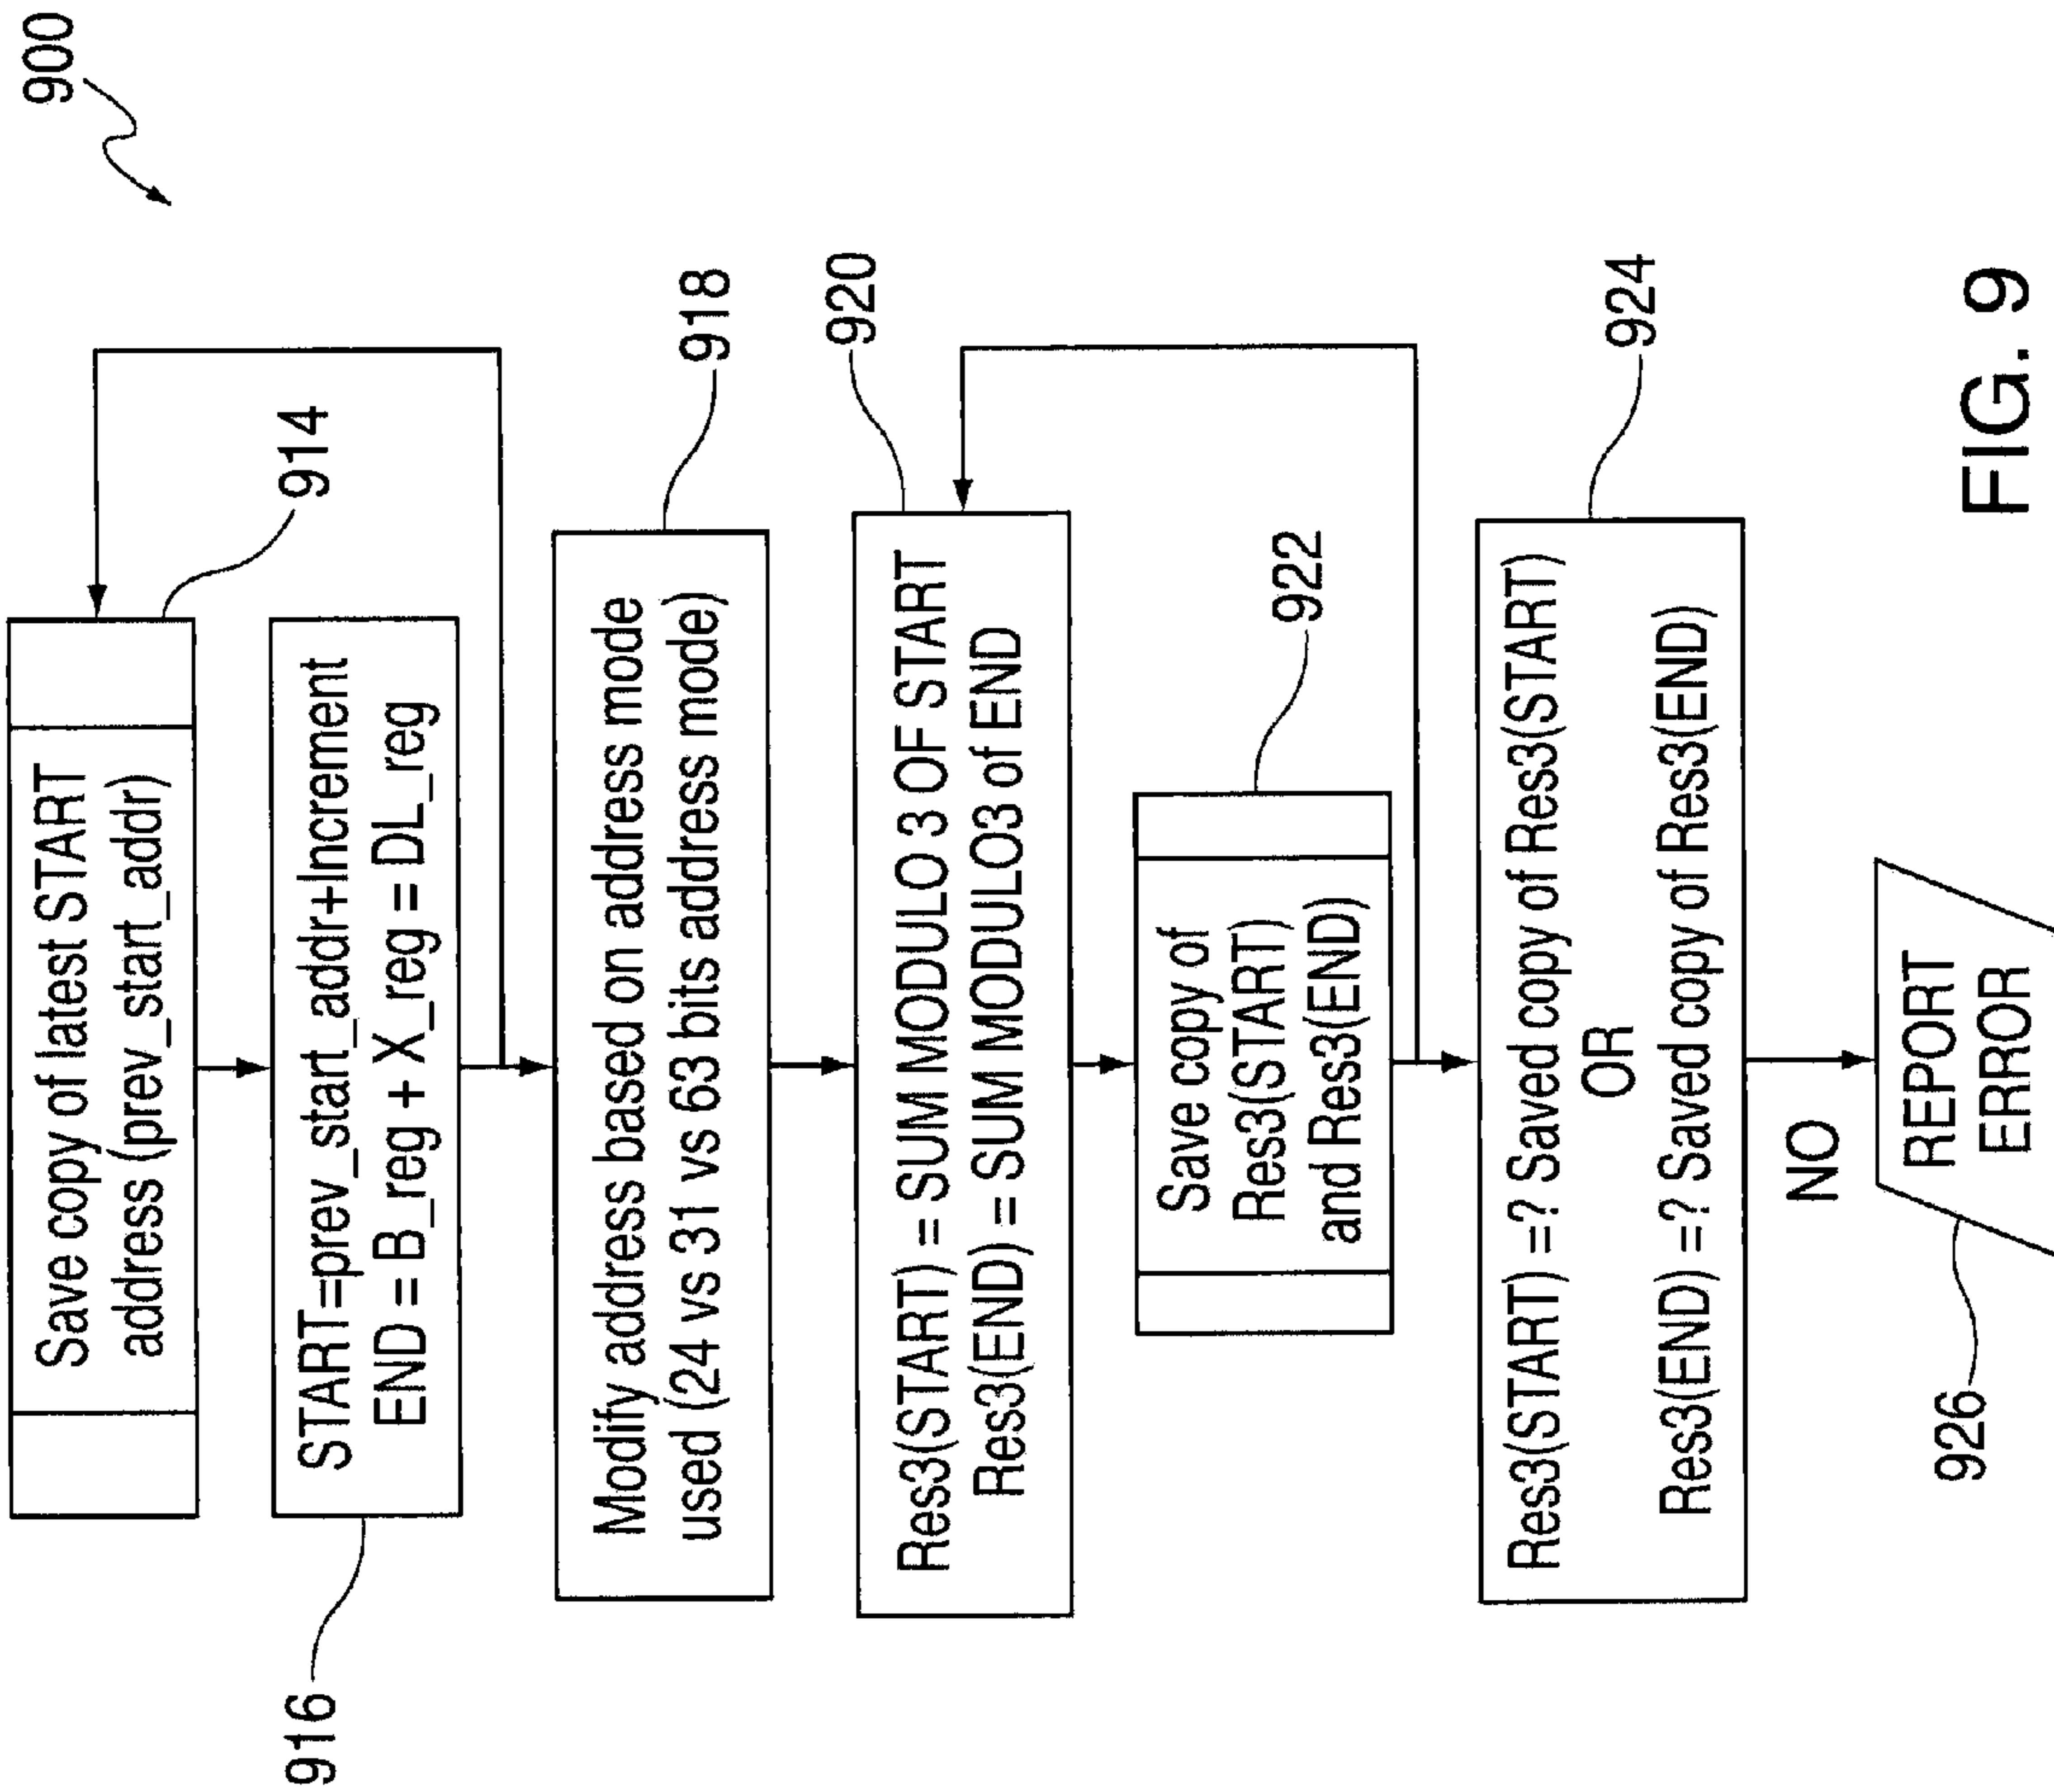 900
Save copy of latest START
address (prev_start_addr)
914
START=prev_start_addr+Increment
END = B_reg + X_reg = DL_reg
916
Modify address based on address mode
used (24 vs 31 vs 63 bits address mode)
918
Res3(START) = SUM MODULO 3 OF START
Res3(END) = SUM MODULO3 of END
920
Save copy of
Res3(START)
and Res3(END)
922
Res3(START) =? Saved copy of Res3(START)
OR
Res3(END) =? Saved copy of Res3(END)
924
NO
REPORT
ERROR
926
FIG. 9